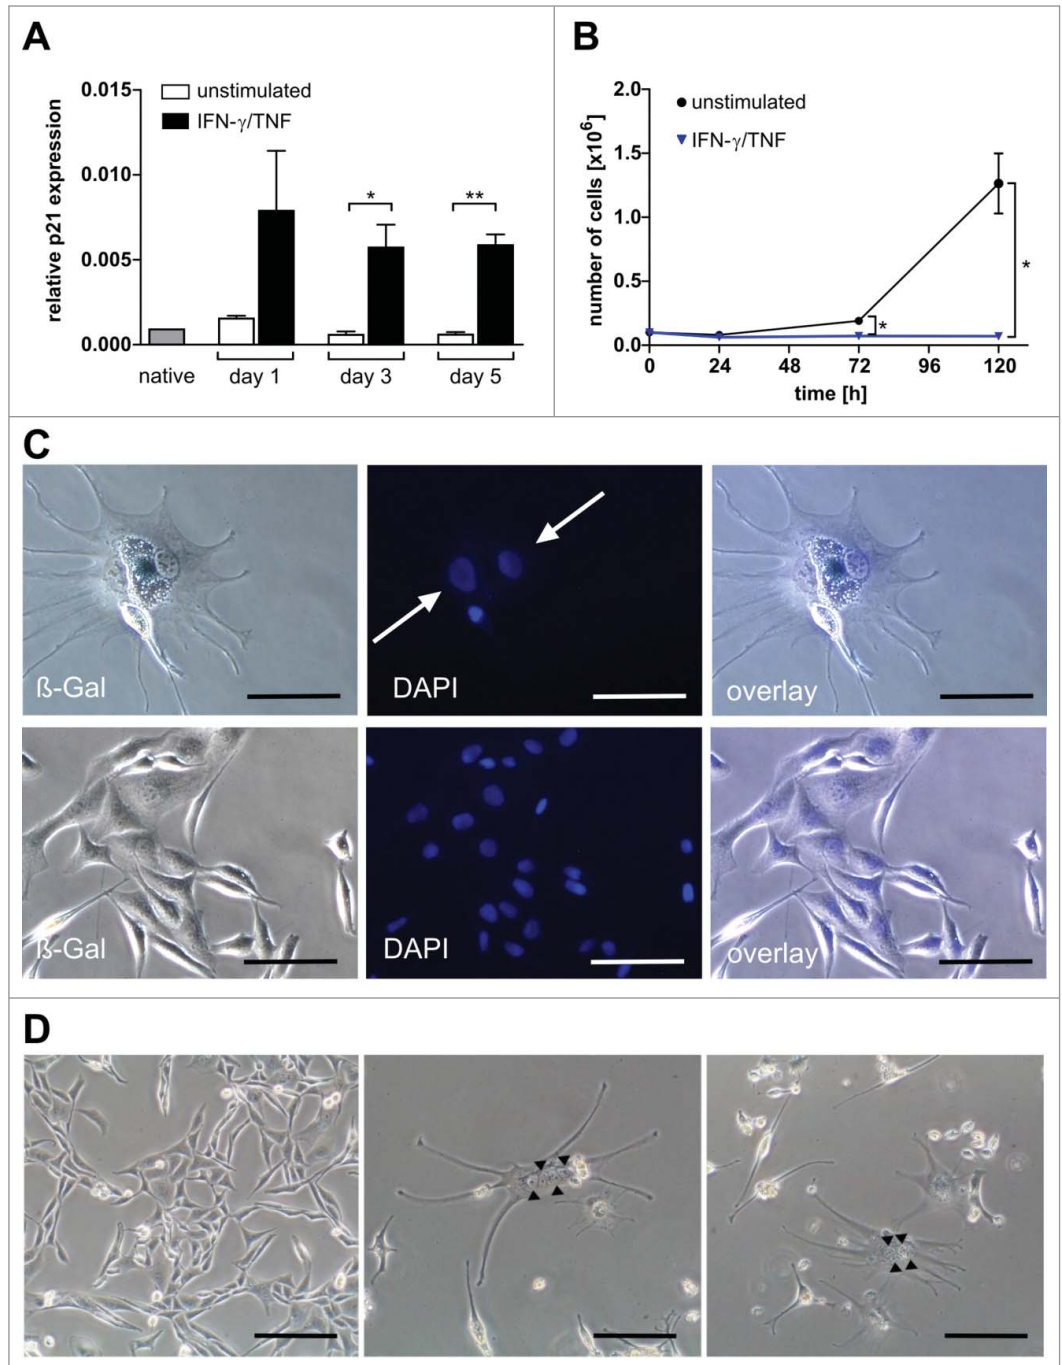 A
relative p21 expression
0.015
0.010
0.005
0.000
unstimulated
IFN-γ/TNF
*
**
native
day 1
day 3
day 5
B
number of cells [x10⁶]
2.0
1.5
1.0
0.5
0.0
unstimulated
IFN-γ/TNF
*
*
0 24 48 72 96 120
time [h]
C
ß-Gal
DAPI
overlay
ß-Gal
DAPI
overlay
D